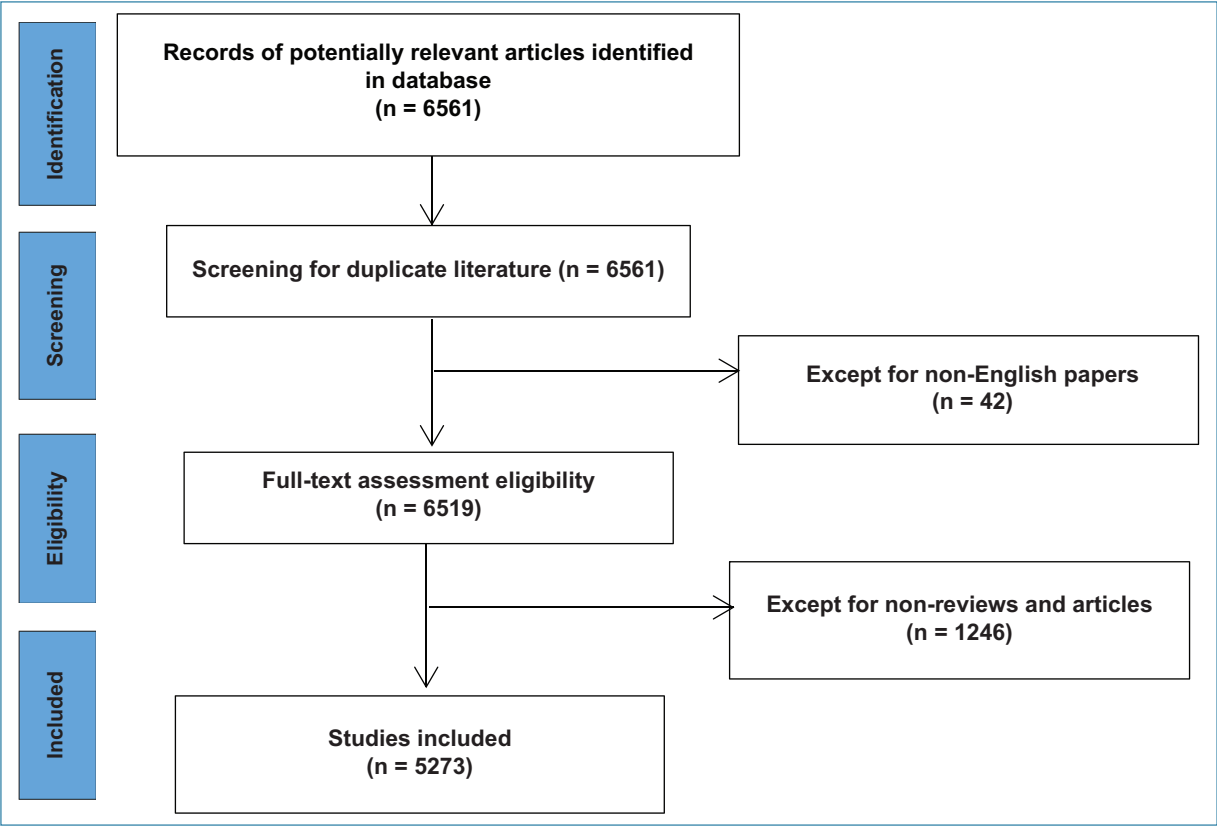 Identification
Records of potentially relevant articles identified
in database
(n = 6561)
Screening
Screening for duplicate literature (n = 6561)
Except for non-English papers
(n = 42)
Eligibility
Full-text assessment eligibility
(n = 6519)
Except for non-reviews and articles
(n = 1246)
Included
Studies included
(n = 5273)